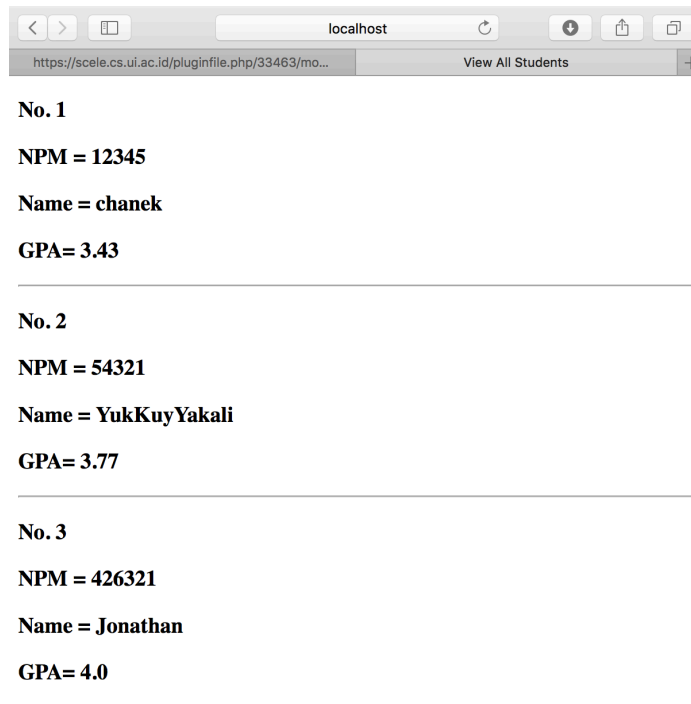 localhost
https://scele.cs.ui.ac.id/pluginfile.php/33463/mo...
View All Students
No. 1
NPM = 12345
Name = chanek
GPA= 3.43
No. 2
NPM = 54321
Name = YukKuyYakali
GPA= 3.77
No. 3
NPM = 426321
Name = Jonathan
GPA= 4.0